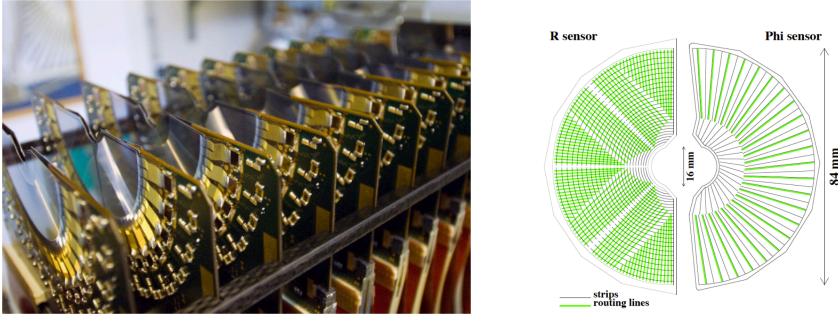 R sensor
Phi sensor
16 mm
84 mm
strips
routing lines